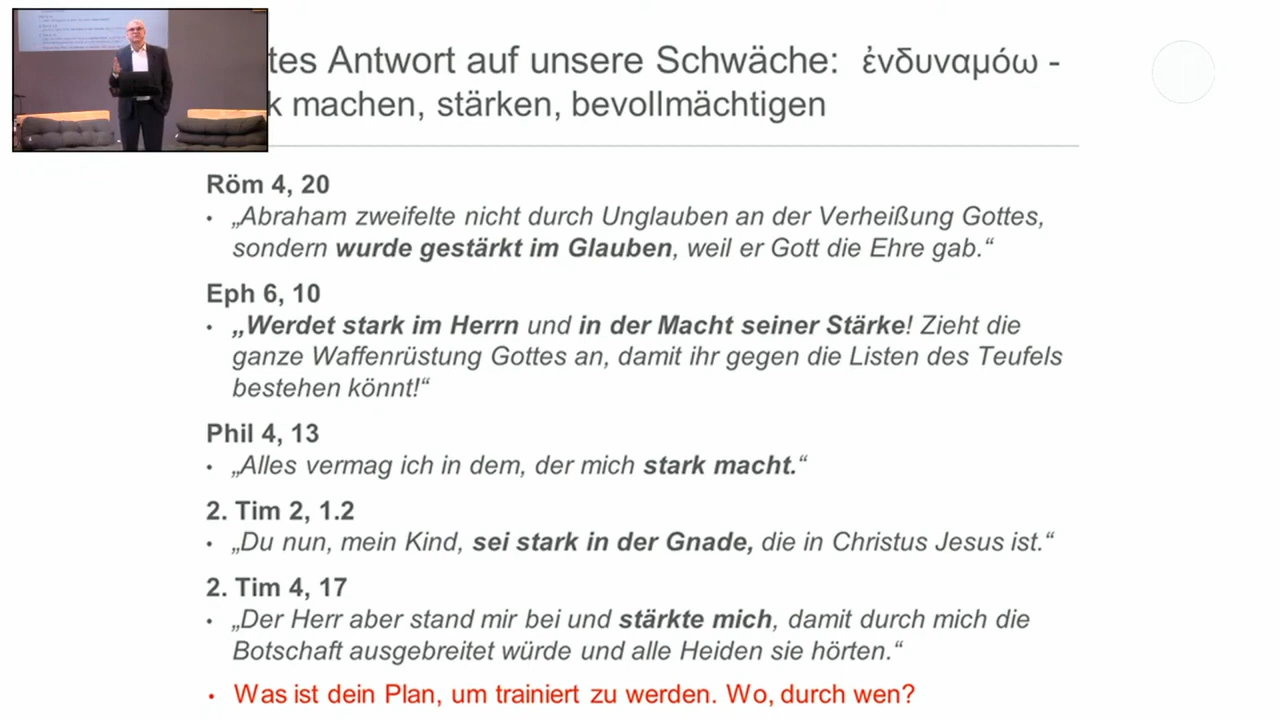 tes Antwort auf unsere Schwäche: ἐνδυναμόω -
k machen, stärken, bevollmächtigen
Röm 4, 20
• „Abraham zweifelte nicht durch Unglauben an der Verheißung Gottes,
sondern wurde gestärkt im Glauben, weil er Gott die Ehre gab.“
Eph 6, 10
• „Werdet stark im Herrn und in der Macht seiner Stärke! Zieht die
ganze Waffenrüstung Gottes an, damit ihr gegen die Listen des Teufels
bestehen könnt!“
Phil 4, 13
• „Alles vermag ich in dem, der mich stark macht.“
2. Tim 2, 1.2
• „Du nun, mein Kind, sei stark in der Gnade, die in Christus Jesus ist.“
2. Tim 4, 17
• „Der Herr aber stand mir bei und stärkte mich, damit durch mich die
Botschaft ausgebreitet würde und alle Heiden sie hörten.“
• Was ist dein Plan, um trainiert zu werden. Wo, durch wen?